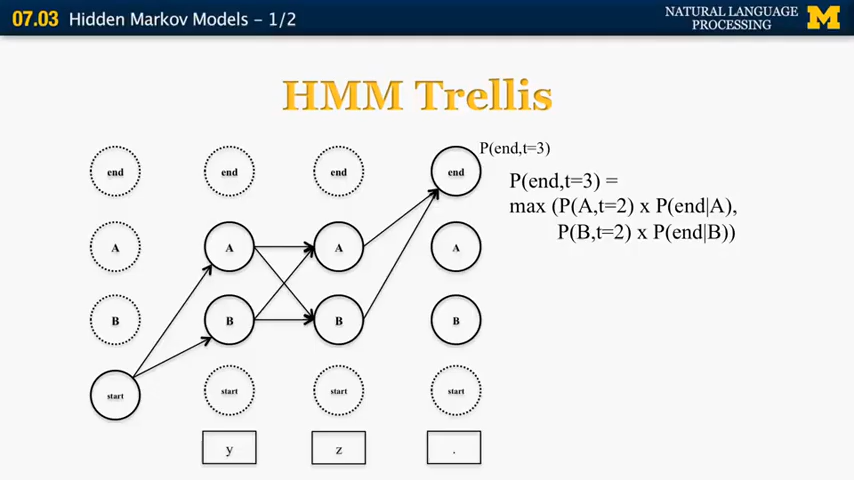 07.03 Hidden Markov Models – 1/2
NATURAL LANGUAGE
PROCESSING
M
HMM Trellis
P(end,t=3)
P(end,t=3) =
max (P(A,t=2) x P(end|A),
P(B,t=2) x P(end|B))
end end end end
A A A A
B B B B
start start start start
y z .